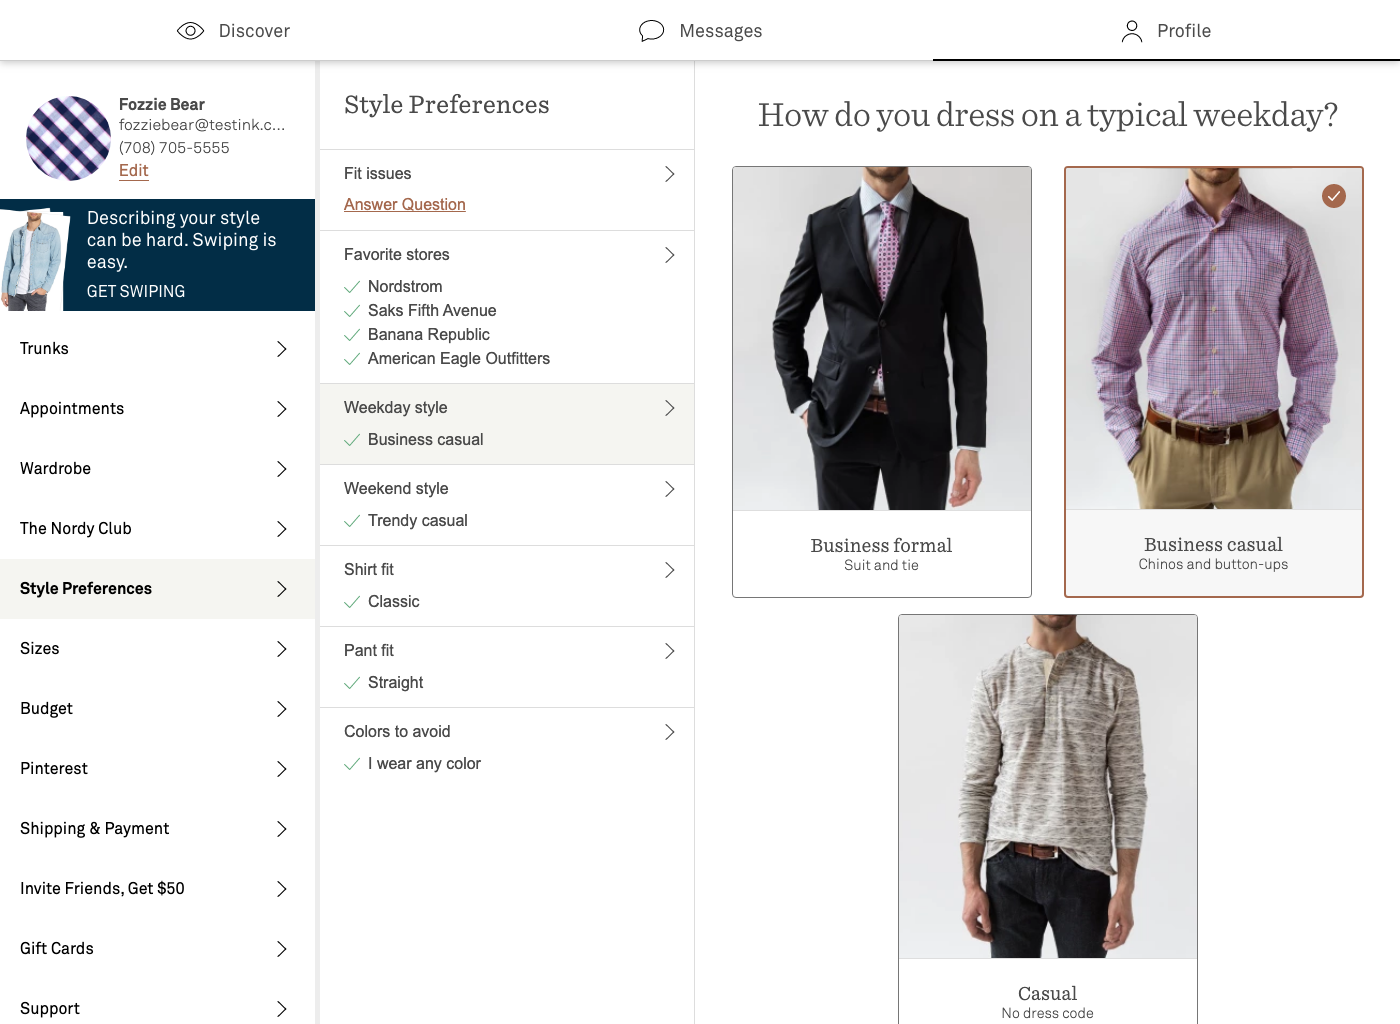 Discover
Messages
Profile
Fozzie Bear
fozziebear@testink.c...
(708) 705-5555
Edit
Describing your style
can be hard. Swiping is
easy.
GET SWIPING
Trunks
Appointments
Wardrobe
The Nordy Club
Style Preferences
Sizes
Budget
Pinterest
Shipping & Payment
Invite Friends, Get $50
Gift Cards
Support
Style Preferences
Fit issues
Answer Question
Favorite stores
Nordstrom
Saks Fifth Avenue
Banana Republic
American Eagle Outfitters
Weekday style
Business casual
Weekend style
Trendy casual
Shirt fit
Classic
Pant fit
Straight
Colors to avoid
I wear any color
How do you dress on a typical weekday?
Business formal
Suit and tie
Business casual
Chinos and button-ups
Casual
No dress code